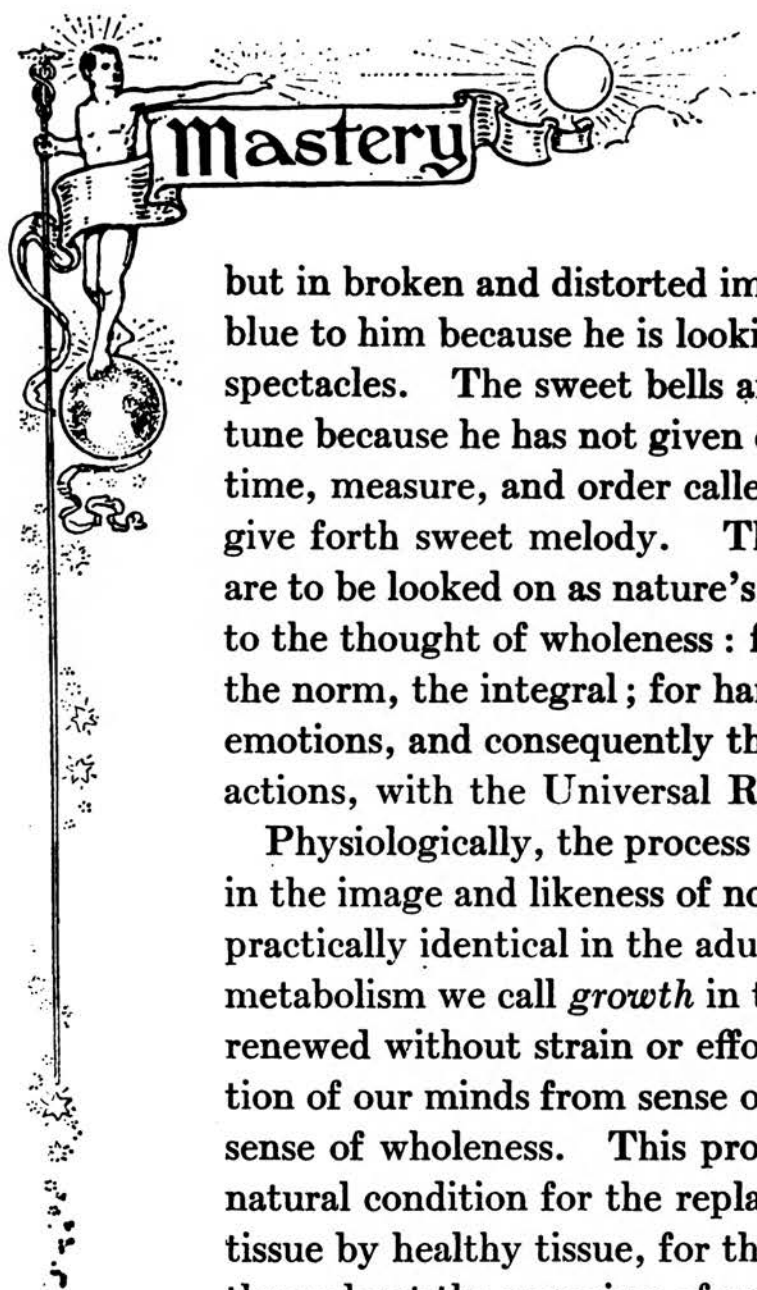 Mastery
but in broken and distorted im
blue to him because he is looki
spectacles. The sweet bells a
tune because he has not given
time, measure, and order calle
give forth sweet melody. Th
are to be looked on as nature's
to the thought of wholeness : f
the norm, the integral ; for har
emotions, and consequently th
actions, with the Universal R
Physiologically, the process
in the image and likeness of no
practically identical in the adu
metabolism we call growth in t
renewed without strain or effo
tion of our minds from sense o
sense of wholeness. This pro
natural condition for the repla
tissue by healthy tissue, for th